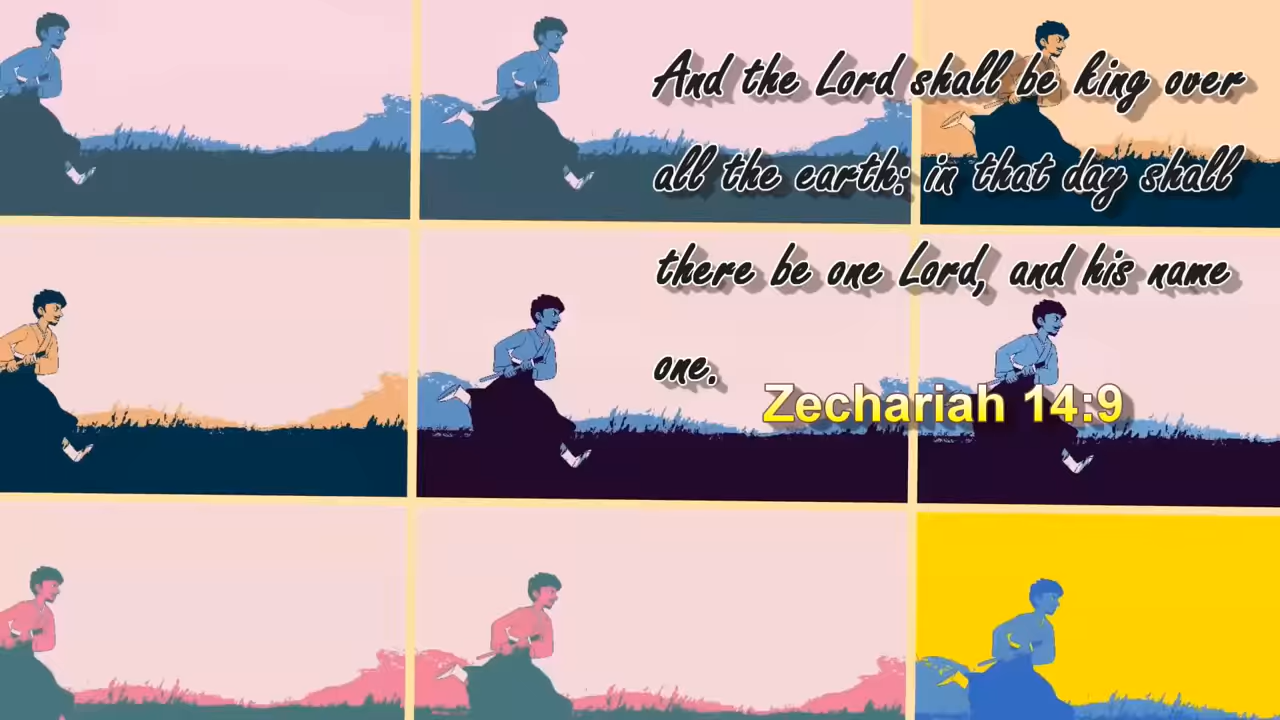 And the Lord shall be king over
all the earth: in that day shall
there be one Lord, and his name
one.
Zechariah 14:9